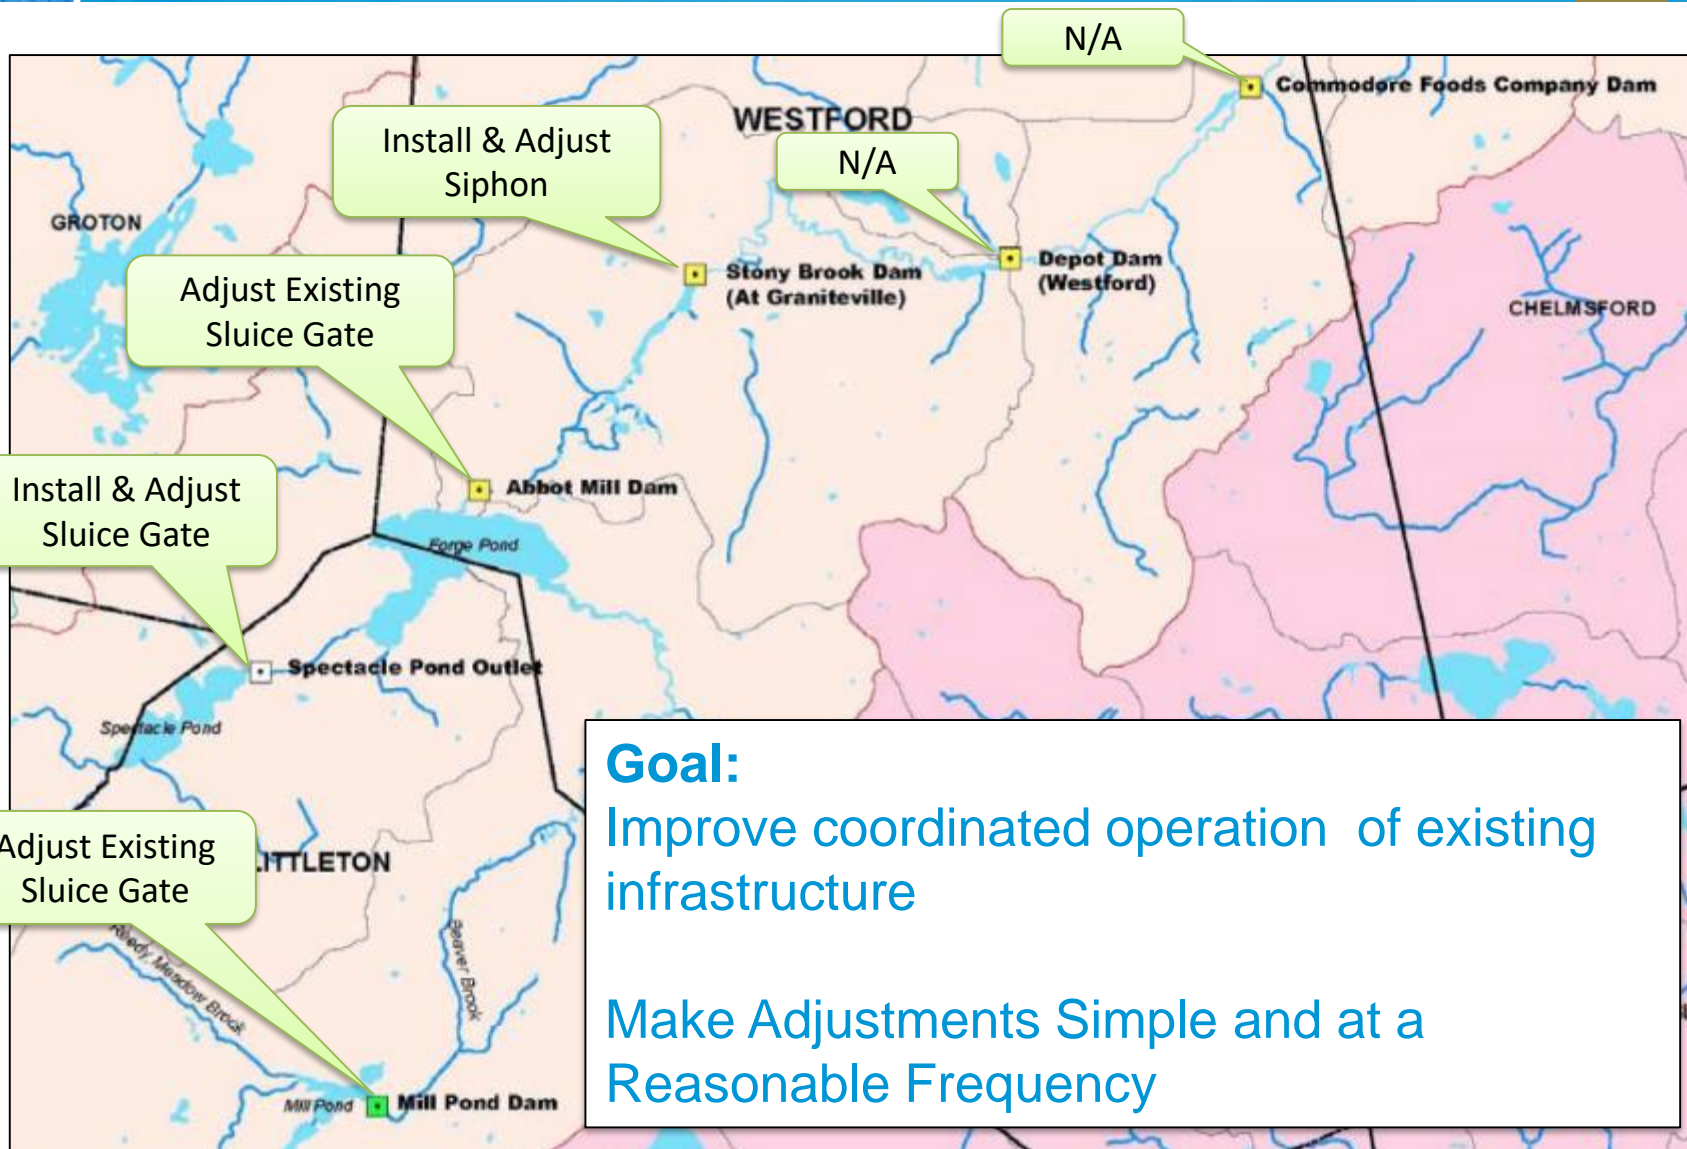 N/A
Commodore Foods Company Dam
WESTFORD
Install & Adjust
Siphon
N/A
GROTON
Depot Dam
(Westford)
Stony Brook Dam
(At Graniteville)
Adjust Existing
Sluice Gate
CHELMSFORD
Install & Adjust
Sluice Gate
Abbot Mill Dam
Forge Pond
Spectacle Pond Outlet
Spectacle Pond
Goal:
Improve coordinated operation of existing
infrastructure
Make Adjustments Simple and at a
Reasonable Frequency
Adjust Existing
Sluice Gate
LITTLETON
Reedy Meadow Brook
Beaver Brook
Mill Pond
Mill Pond Dam